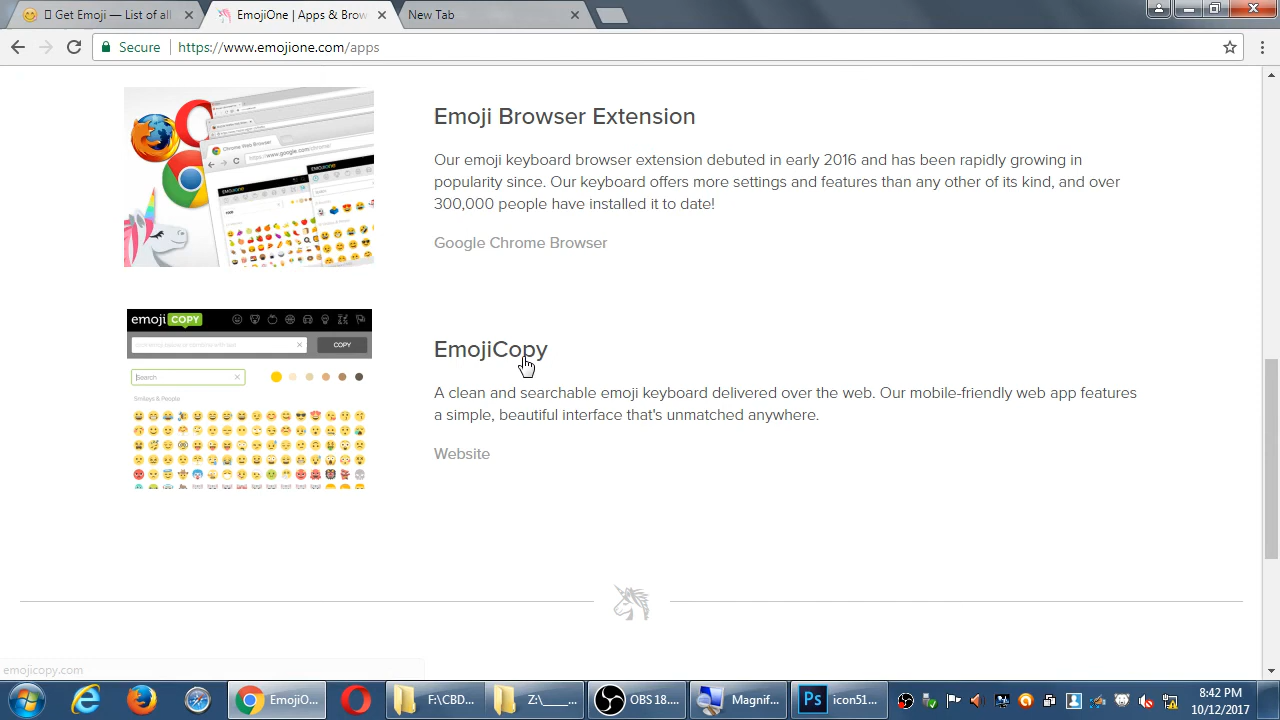 Get Emoji — List of all
EmojiOne | Apps & Brow
New Tab
Secure
https://www.emojione.com/apps
Chrome Web Browser
Emoji Browser Extension
Our emoji keyboard browser extension debuted in early 2016 and has been rapidly growing in
popularity since. Our keyboard offers more settings and features than any other of its kind, and over
300,000 people have installed it to date!
Google Chrome Browser
emoji COPY
COPY
Search
Smileys & People
EmojiCopy
A clean and searchable emoji keyboard delivered over the web. Our mobile-friendly web app features
a simple, beautiful interface that's unmatched anywhere.
Website
emojicopy.com
EmojiO...
F:\CBD...
Z:\____...
OBS 18....
Magnif...
Ps
icon51...
8:42 PM
10/12/2017